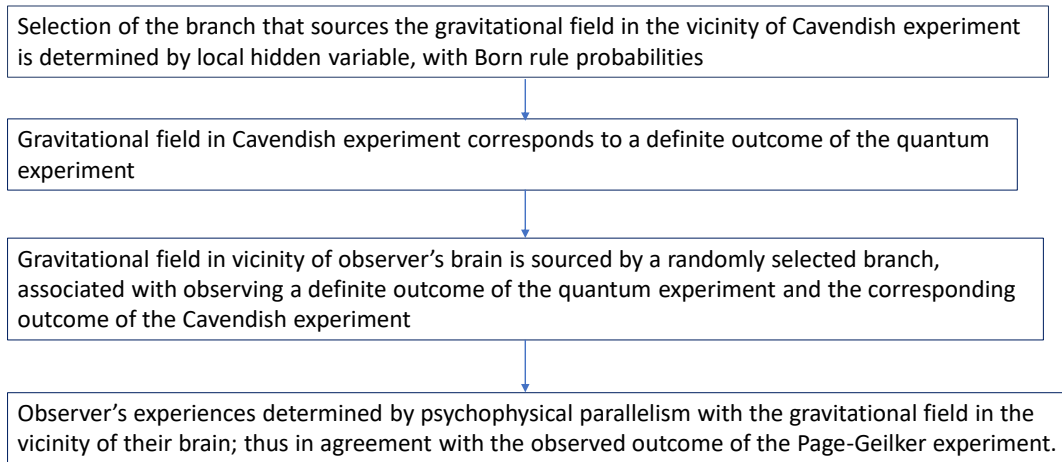 Selection of the branch that sources the gravitational field in the vicinity of Cavendish experiment
is determined by local hidden variable, with Born rule probabilities
Gravitational field in Cavendish experiment corresponds to a definite outcome of the quantum
experiment
Gravitational field in vicinity of observer's brain is sourced by a randomly selected branch,
associated with observing a definite outcome of the quantum experiment and the corresponding
outcome of the Cavendish experiment
Observer's experiences determined by psychophysical parallelism with the gravitational field in the
vicinity of their brain; thus in agreement with the observed outcome of the Page-Geilker experiment.